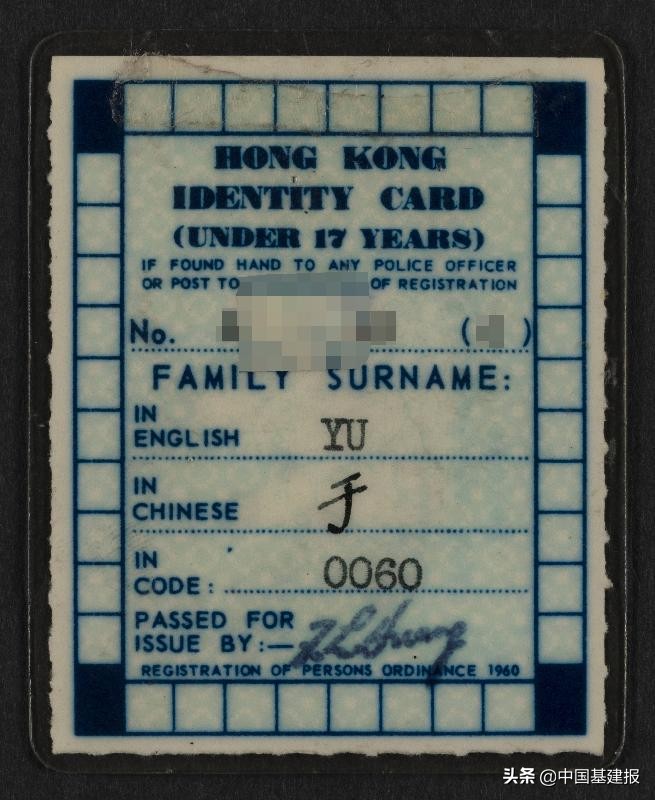 HONG KONG
IDENTITY CARD
(UNDER 17 YEARS)
IF FOUND HAND TO ANY POLICE OFFICER
OR POST TO OF REGISTRATION
No. ( )
FAMILY SURNAME:
IN
ENGLISH YU
IN
CHINESE 于
IN
CODE: 0060
PASSED FOR
ISSUE BY:—
REGISTRATION OF PERSONS ORDINANCE 1960
头条 @中国基建报